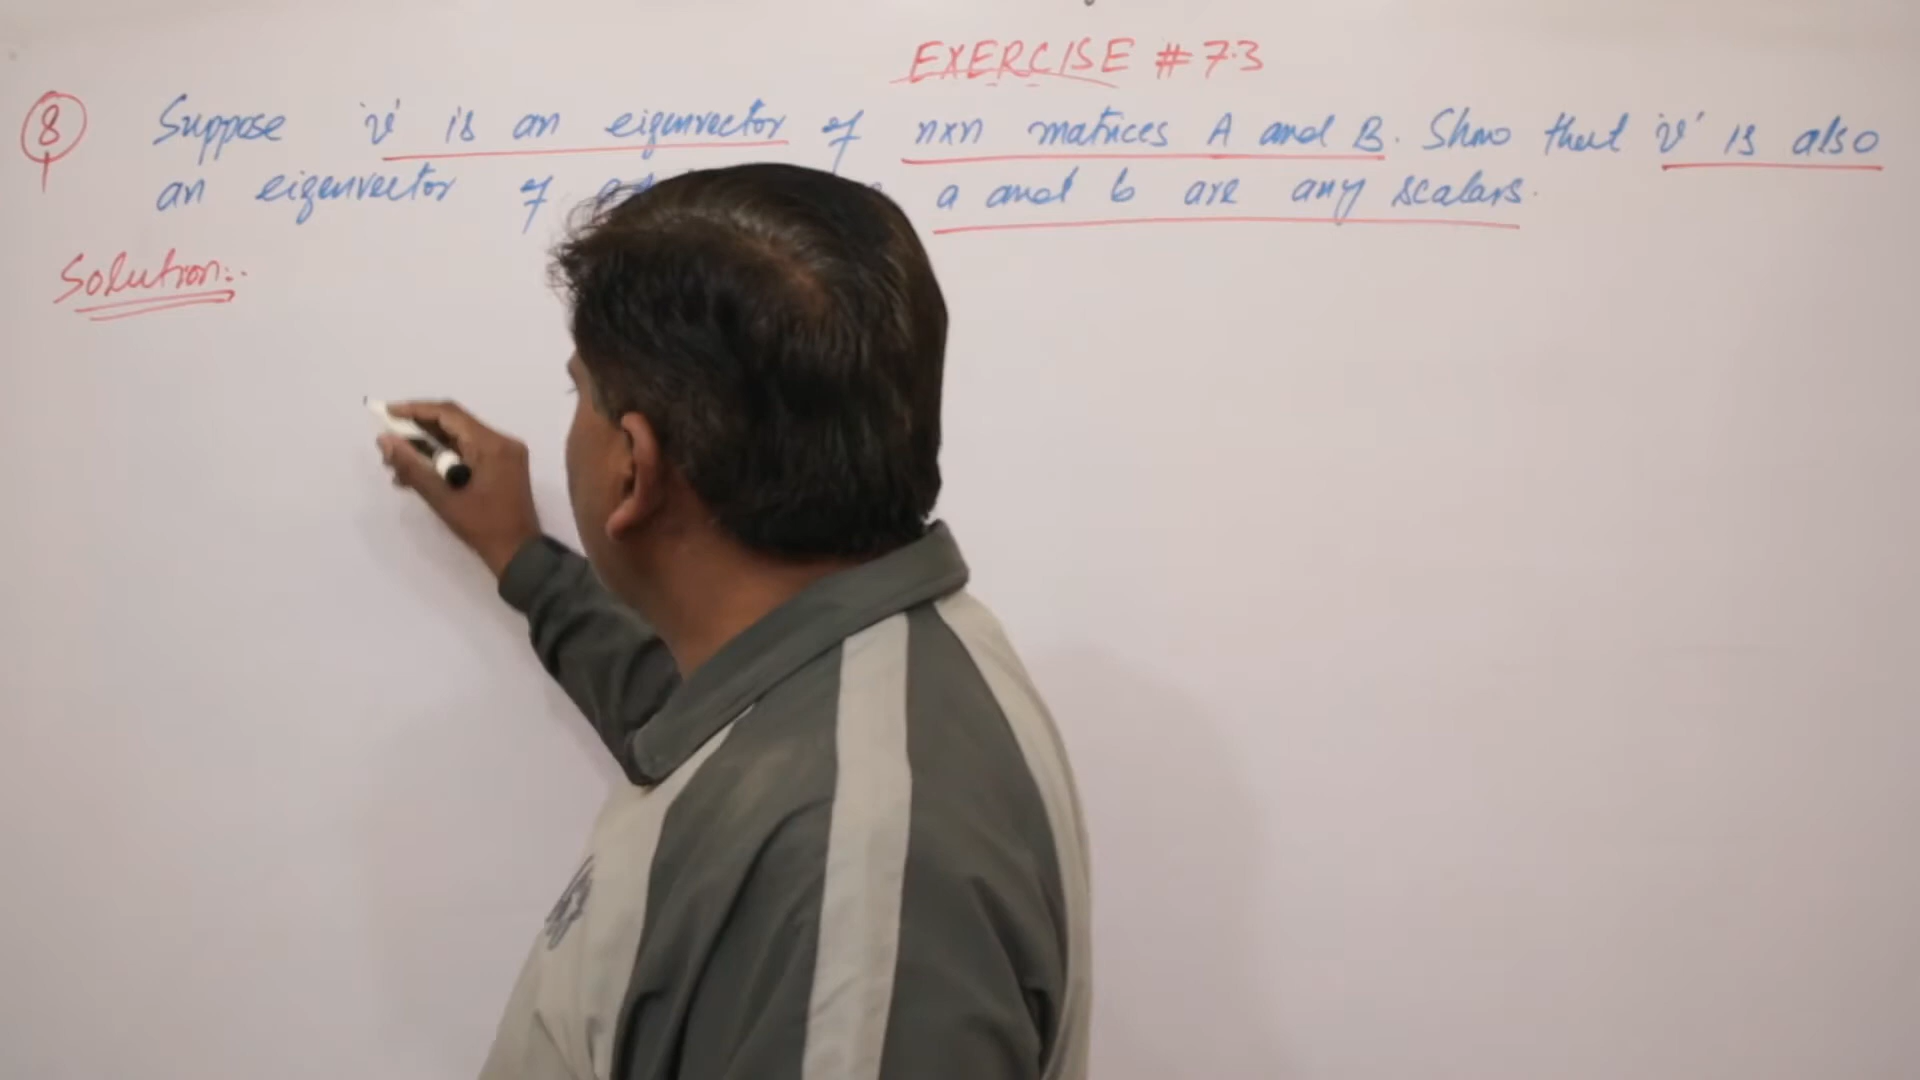 EXERCISE # 7.3
8 Suppose 'v' is an eigenvector of n×n matrices A and B. Show that 'v' is also
an eigenvector of a and b are any scalars.
Solution:-